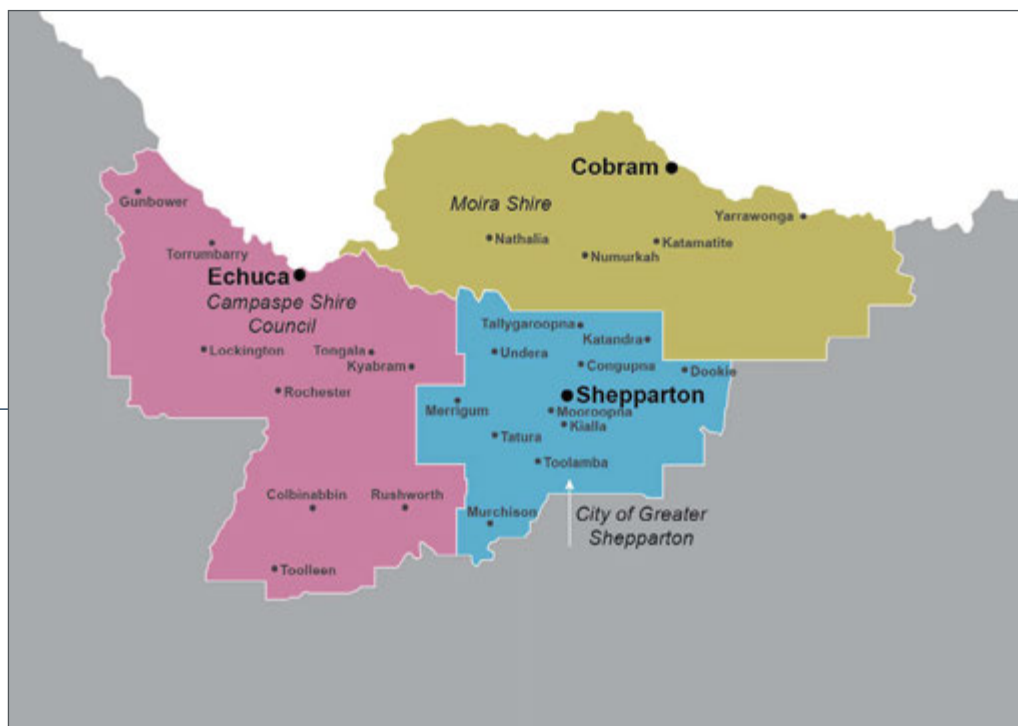 Cobram
Gunbower
Moira Shire
Yarrawonga
Nathalia
Katamatite
Torrumbarry
Numurkah
Echuca
Campaspe Shire
Council
Tallygaroopna
Katandra
Lockington
Tongala
Undera
Kyabram
Congupna
Dookie
Rochester
Shepparton
Merrigum
Mooroopna
Kialla
Tatura
Toolamba
Colbinabbin
Rushworth
Murchison
City of Greater
Shepparton
Toolleen